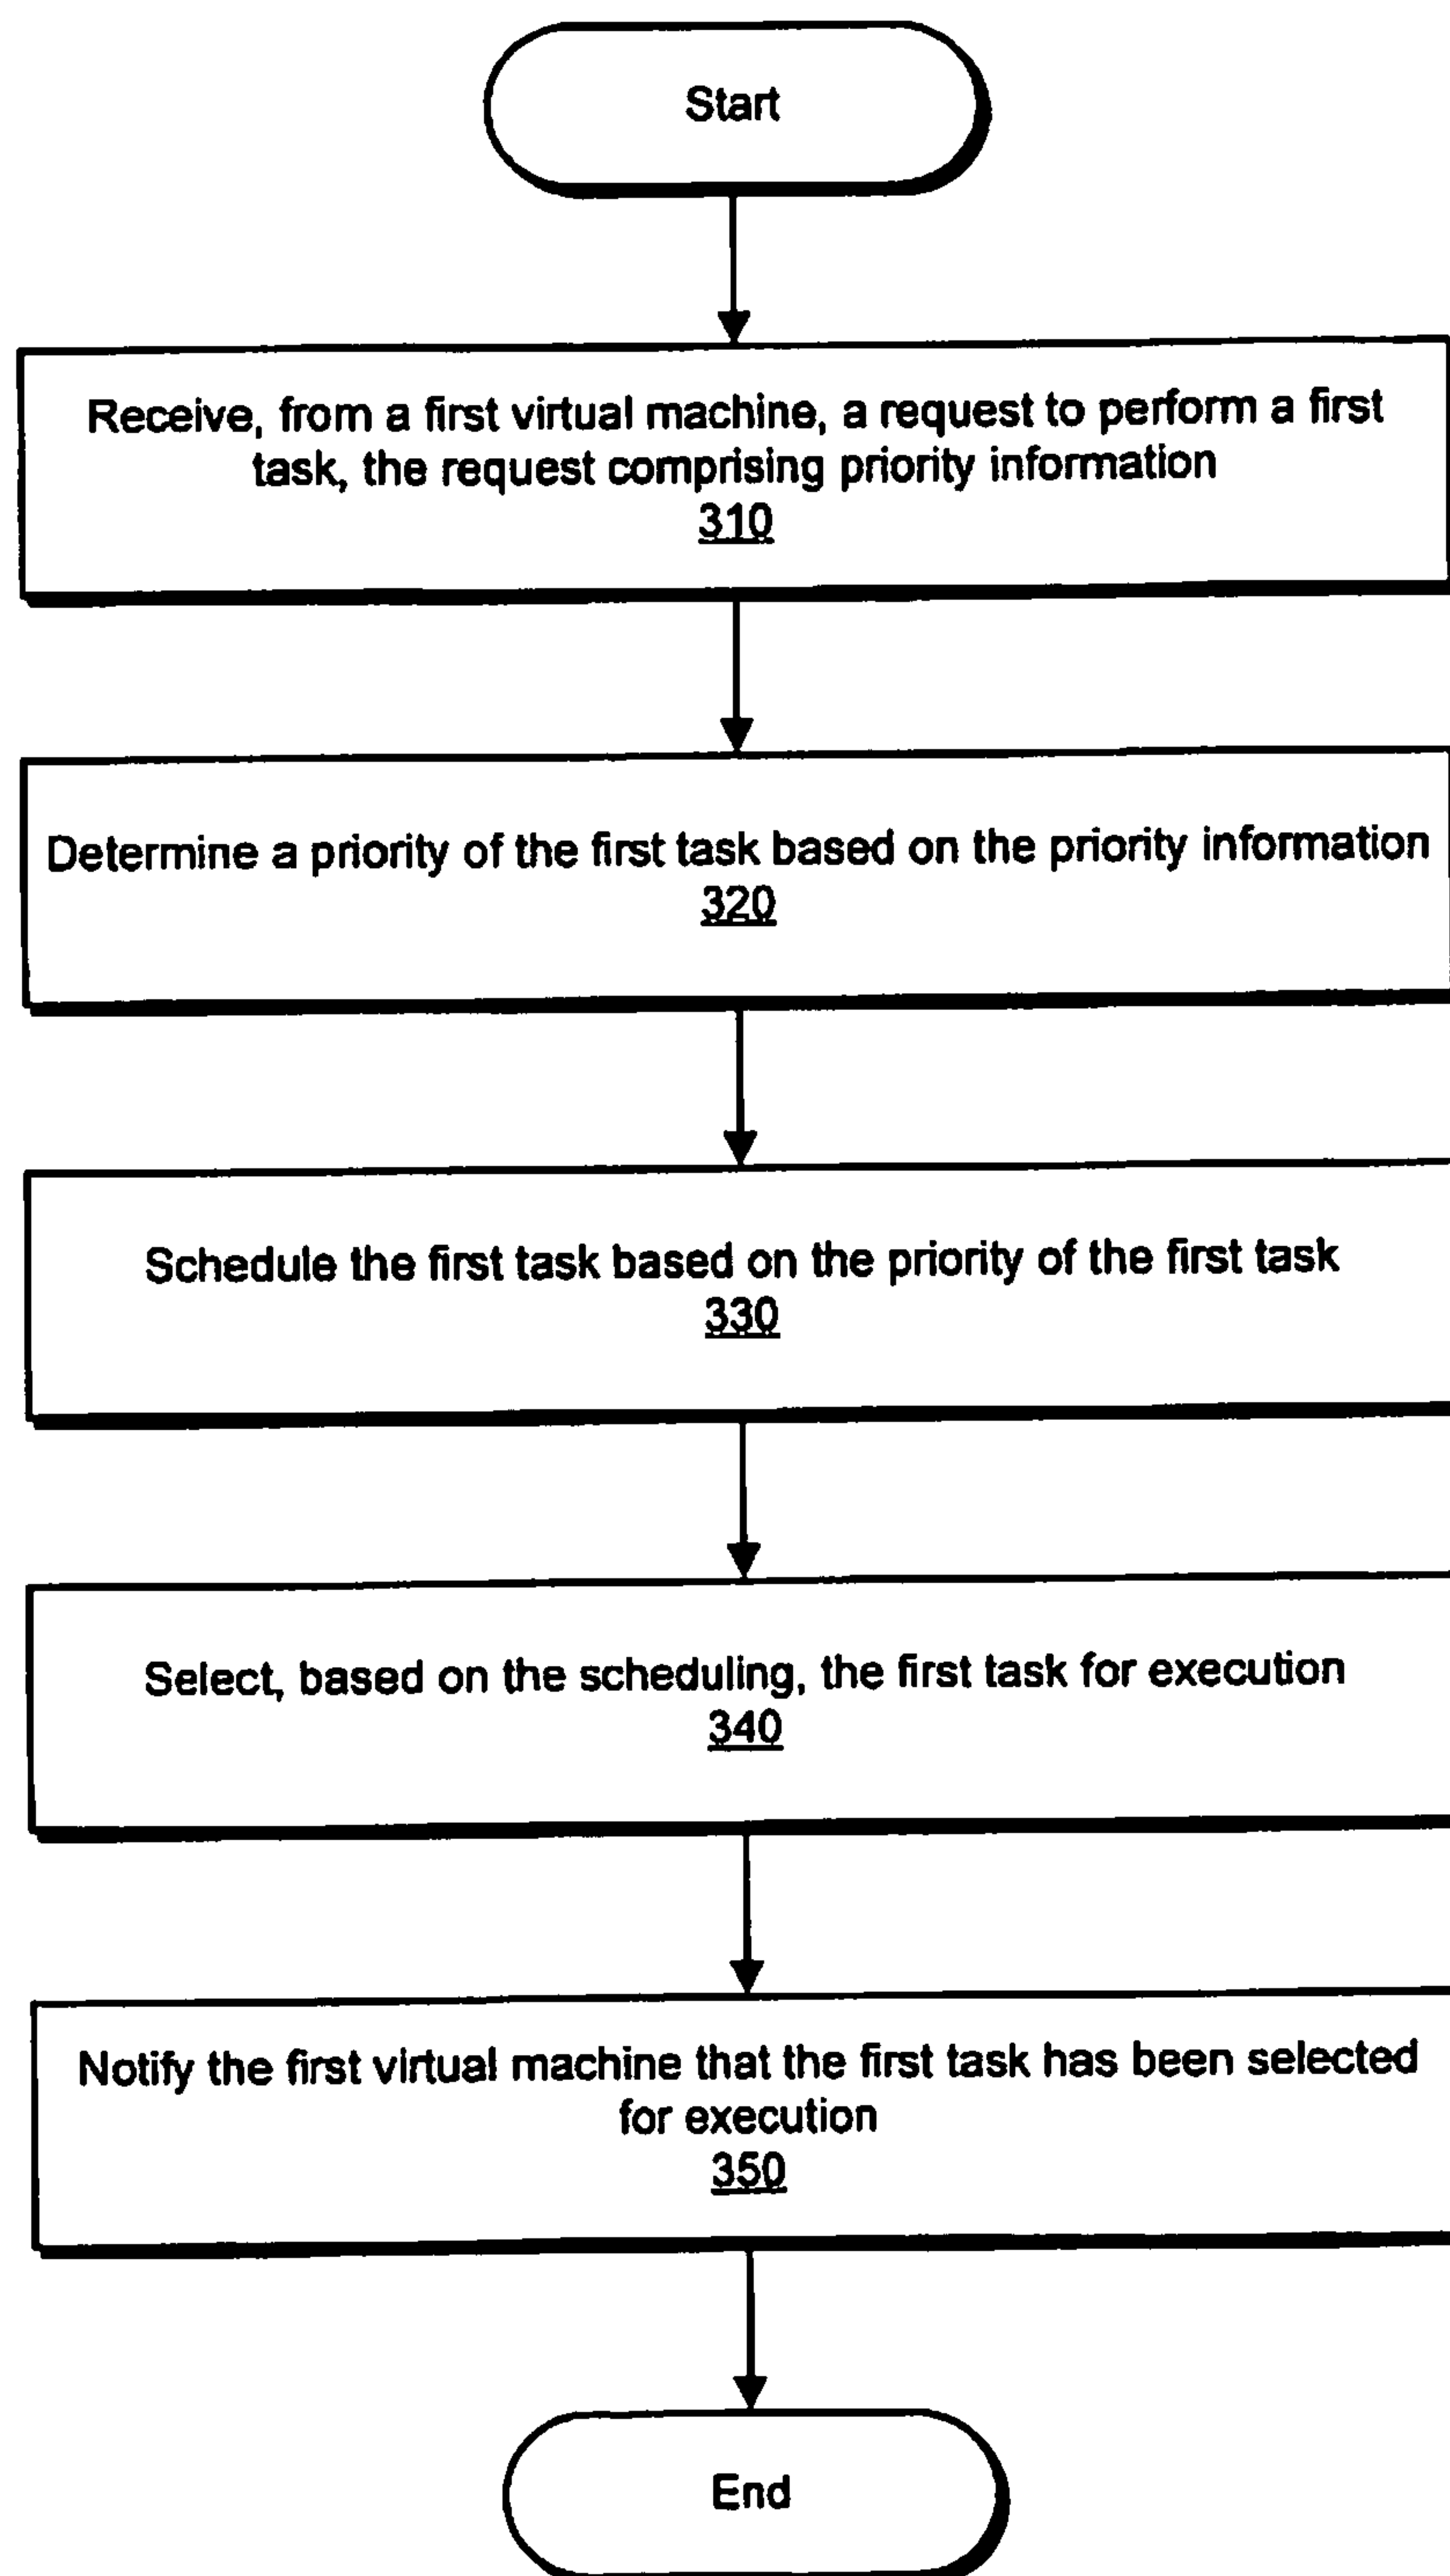 Start
Receive, from a first virtual machine, a request to perform a first
task, the request comprising priority information
310
Determine a priority of the first task based on the priority information
320
Schedule the first task based on the priority of the first task
330
Select, based on the scheduling, the first task for execution
340
Notify the first virtual machine that the first task has been selected
for execution
350
End